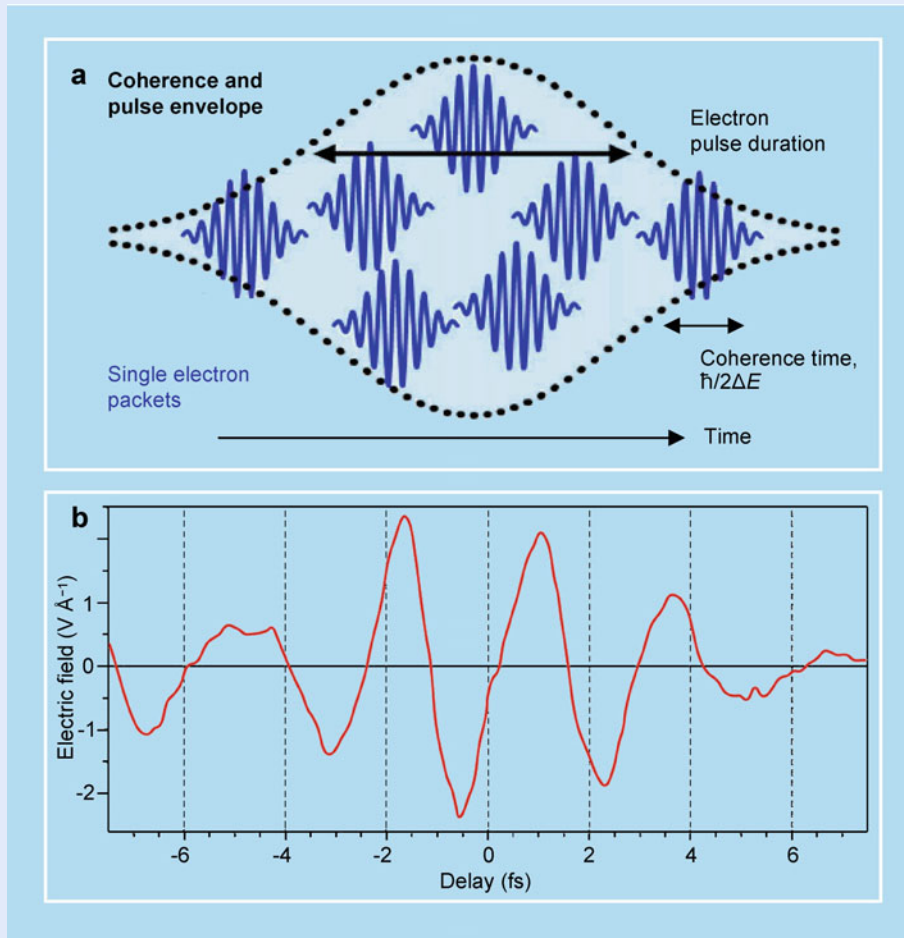 a
Coherence and
pulse envelope
Electron
pulse duration
Single electron
packets
Coherence time,
ħ/2ΔE
Time
b
Electric field (V Å⁻¹)
1
0
-1
-2
-6 -4 -2 0 2 4 6
Delay (fs)